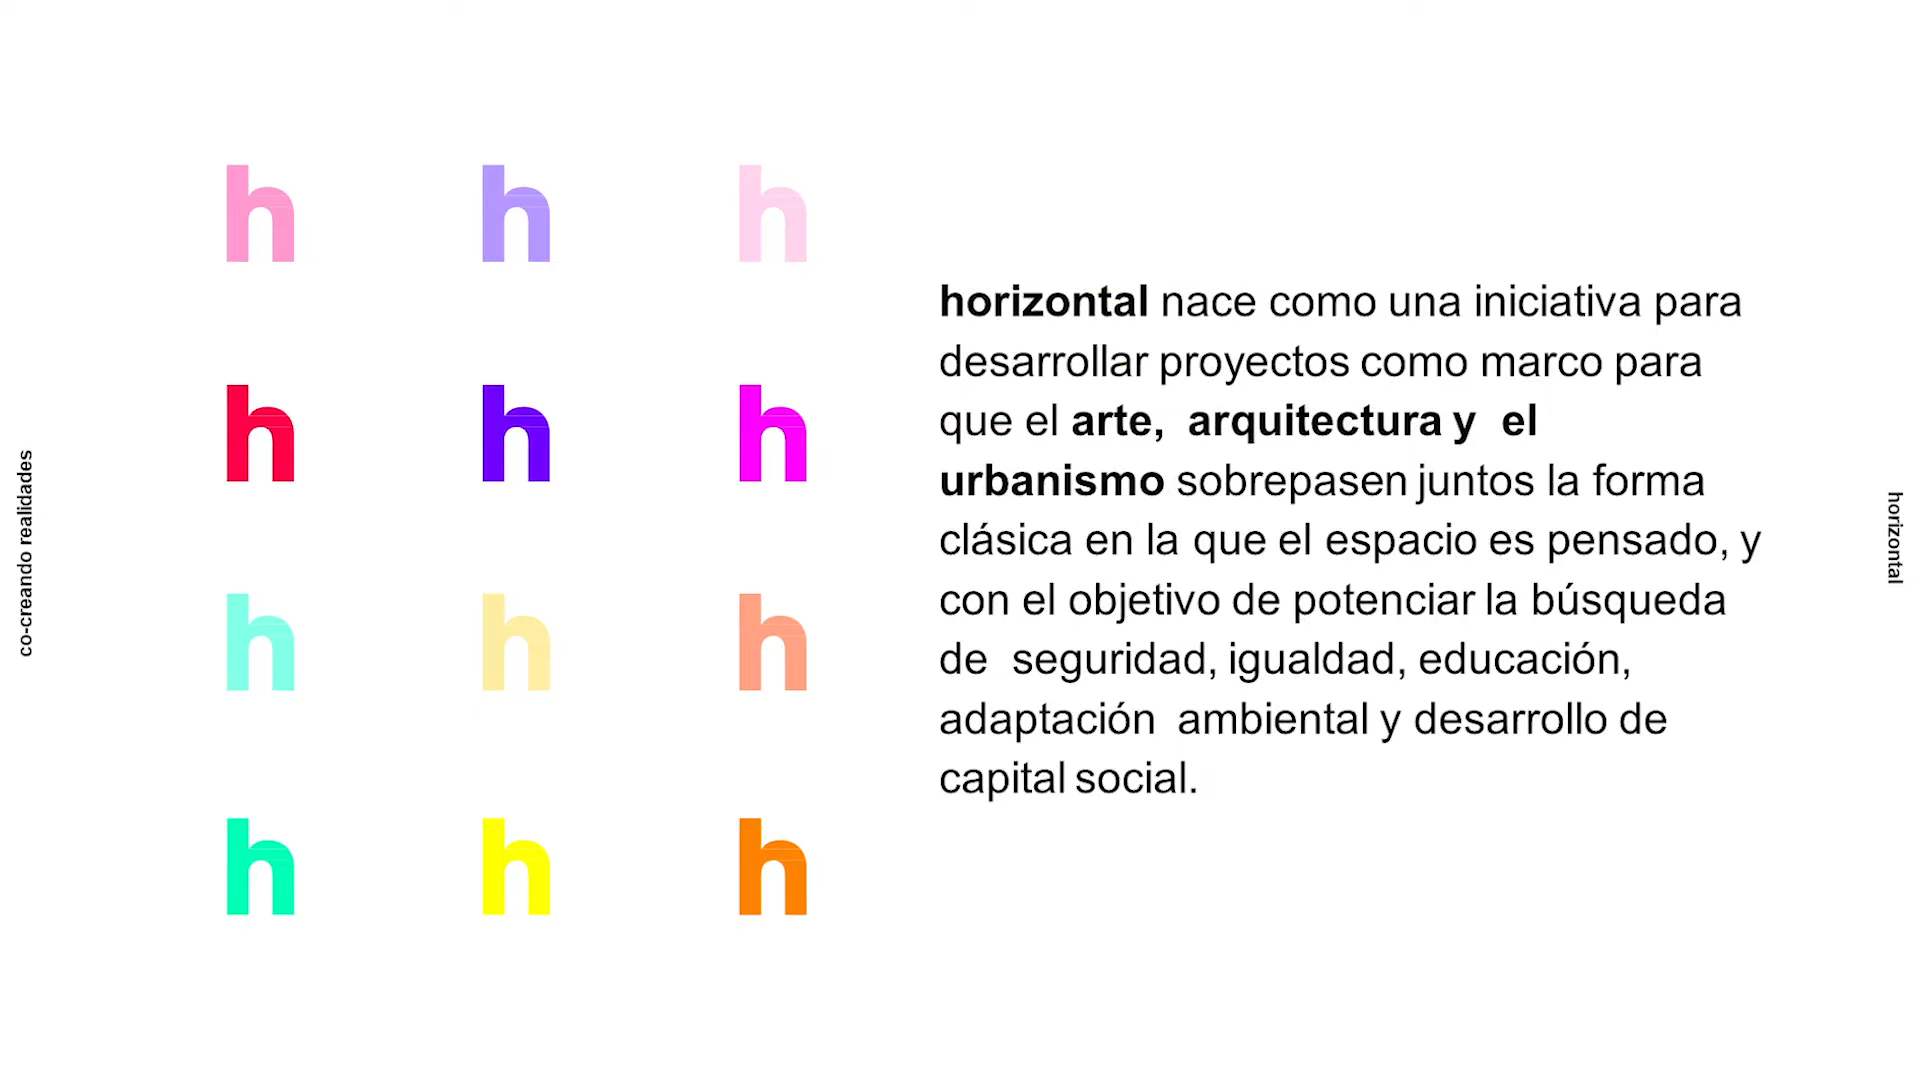 co-creando realidades
h h h
h h h
h h h
h h h
horizontal nace como una iniciativa para
desarrollar proyectos como marco para
que el arte, arquitectura y el
urbanismo sobrepasen juntos la forma
clásica en la que el espacio es pensado, y
con el objetivo de potenciar la búsqueda
de seguridad, igualdad, educación,
adaptación ambiental y desarrollo de
capital social.
horizontal